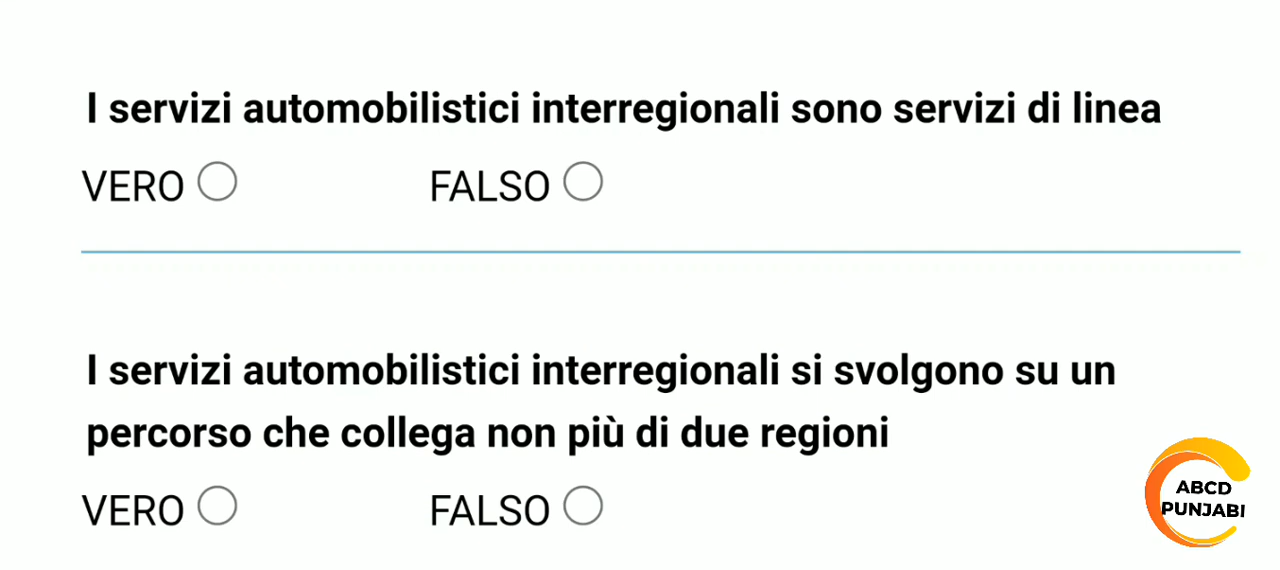 I servizi automobilistici interregionali sono servizi di linea
VERO FALSO
I servizi automobilistici interregionali si svolgono su un
percorso che collega non più di due regioni
VERO FALSO
ABCD
PUNJABI